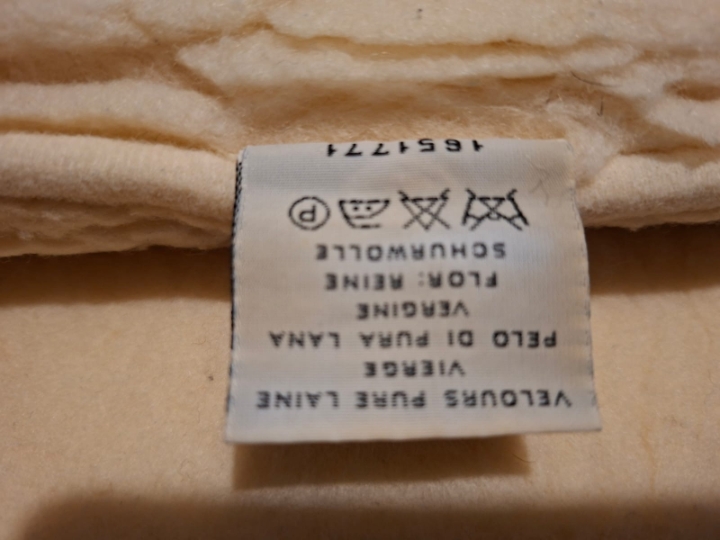 VELOURS PURE LAINE
VIERGE
PELO DI PURA LANA
VERGINE
FLOR: REINE
SCHURWOLLE
1651771